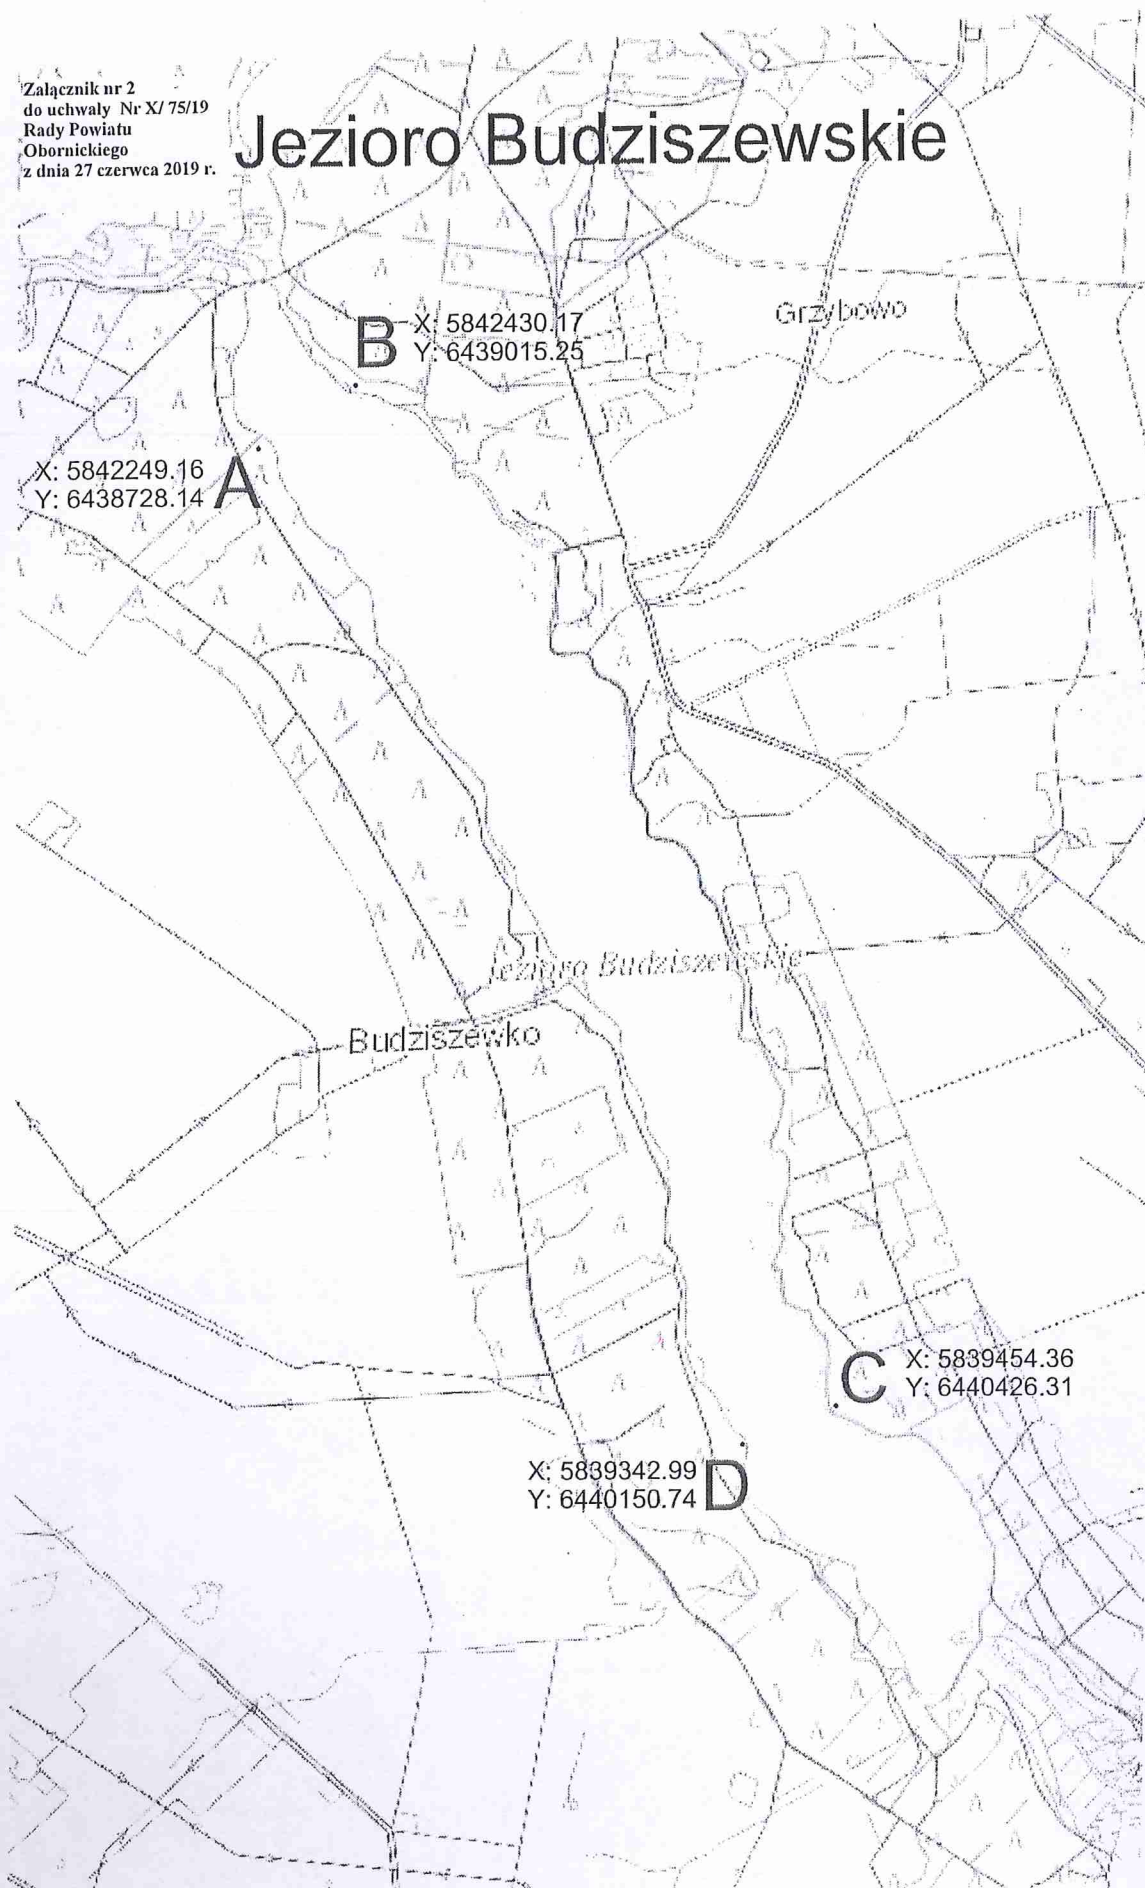 Załącznik nr 2
do uchwały Nr X/ 75/19
Rady Powiatu
Obornickiego
z dnia 27 czerwca 2019 r.
Jezioro Budziszewskie
Grzybowo
B
X: 5842430.17
Y: 6439015.25
X: 5842249.16
Y: 6438728.14
A
Jezioro Budziszewskie
Budziszewko
C
X: 5839454.36
Y: 6440426.31
X: 5839342.99
Y: 6440150.74
D